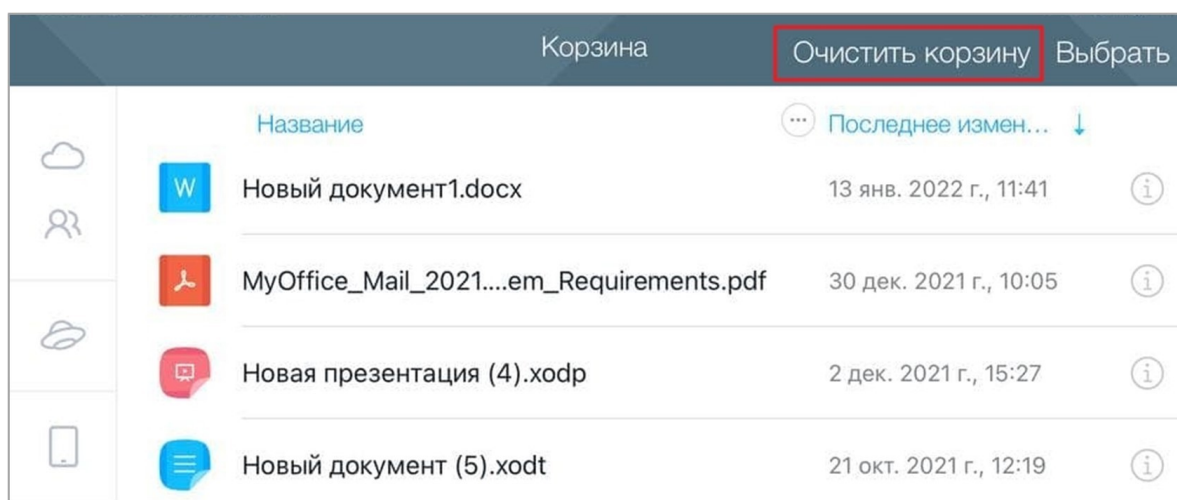 Корзина Очистить корзину Выбрать
Название ... Последнее измен... ↓
W Новый документ1.docx 13 янв. 2022 г., 11:41 i
MyOffice_Mail_2021....em_Requirements.pdf 30 дек. 2021 г., 10:05 i
Новая презентация (4).xodp 2 дек. 2021 г., 15:27 i
Новый документ (5).xodt 21 окт. 2021 г., 12:19 i